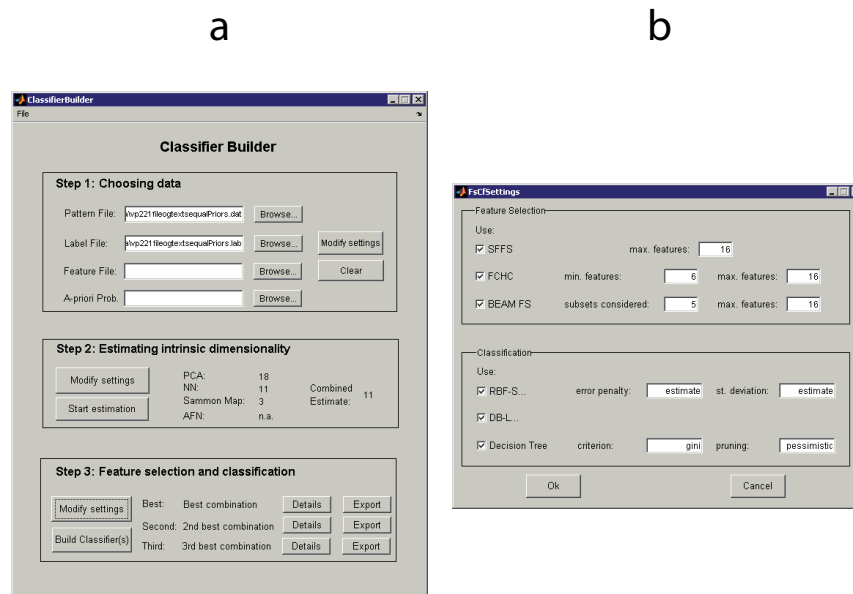 a
b
ClassifierBuilder
File
Classifier Builder
Step 1: Choosing data
Pattern File: a\wp221fileogtextsequalPriors.dat Browse...
Label File: a\wp221fileogtextsequalPriors.lab Browse... Modify settings
Feature File: Browse... Clear
A-priori Prob. Browse...
Step 2: Estimating intrinsic dimensionality
Modify settings
Start estimation
PCA: 18
NN: 11
Sammon Map: 3
AFN: n.a.
Combined
Estimate: 11
Step 3: Feature selection and classification
Modify settings
Build Classifier(s)
Best: Best combination Details Export
Second: 2nd best combination Details Export
Third: 3rd best combination Details Export
FsCfSettings
Feature Selection
Use:
SFFS max. features: 16
FCHC min. features: 6 max. features: 16
BEAM FS subsets considered: 5 max. features: 16
Classification
Use:
RBF-S... error penalty: estimate st. deviation: estimate
DB-L...
Decision Tree criterion: gini pruning: pessimistic
Ok Cancel